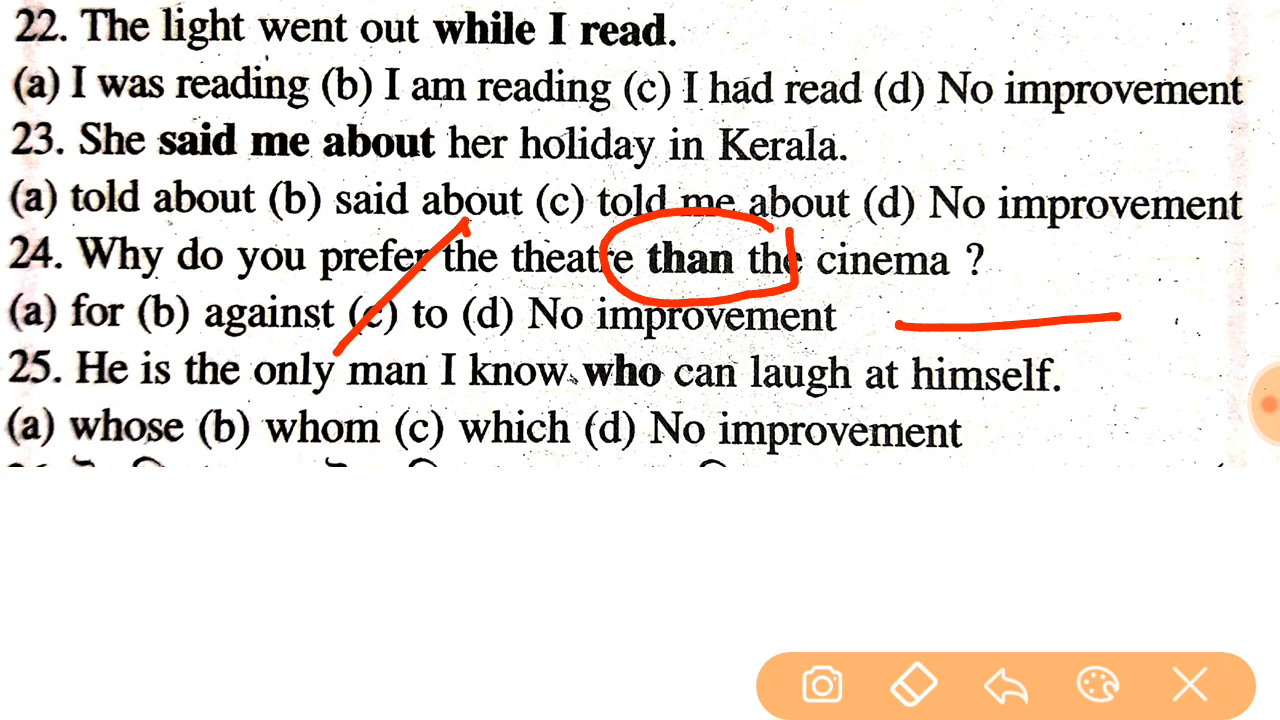 22. The light went out while I read.
(a) I was reading (b) I am reading (c) I had read (d) No improvement
23. She said me about her holiday in Kerala.
(a) told about (b) said about (c) told me about (d) No improvement
24. Why do you prefer the theatre than the cinema ?
(a) for (b) against (c) to (d) No improvement
25. He is the only man I know who can laugh at himself.
(a) whose (b) whom (c) which (d) No improvement